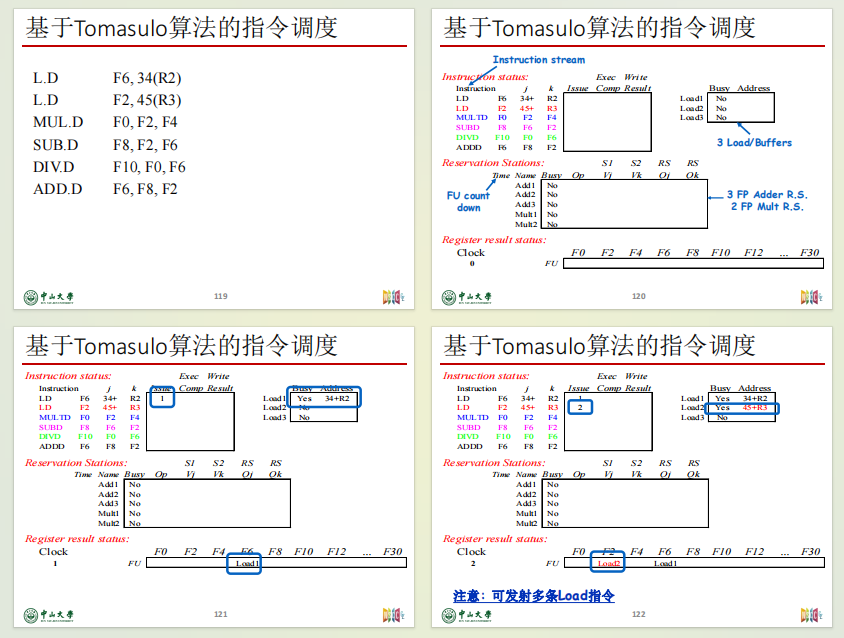 基于Tomasulo算法的指令调度
L.D F6, 34(R2)
L.D F2, 45(R3)
MUL.D F0, F2, F4
SUB.D F8, F2, F6
DIV.D F10, F0, F6
ADD.D F6, F8, F2
中山大学
119
基于Tomasulo算法的指令调度
Instruction stream
Instruction status: Exec Write
Instruction j k Issue Comp Result Busy Address
LD F6 34+ R2 Load1 No
LD F2 45+ R3 Load2 No
MULTD F0 F2 F4 Load3 No
SUBD F8 F6 F2
DIVD F10 F0 F6
ADDD F6 F8 F2
3 Load/Buffers
Reservation Stations: S1 S2 RS RS
Time Name Busy Op Vj Vk Qj Qk
Add1 No
Add2 No
Add3 No
Mult1 No
Mult2 No
FU count
down
3 FP Adder R.S.
2 FP Mult R.S.
Register result status:
Clock F0 F2 F4 F6 F8 F10 F12 ... F30
0 FU
中山大学
120
基于Tomasulo算法的指令调度
Instruction status: Exec Write
Instruction j k Issue Comp Result Busy Address
LD F6 34+ R2 1 Load1 Yes 34+R2
LD F2 45+ R3 Load2 No
MULTD F0 F2 F4 Load3 No
SUBD F8 F6 F2
DIVD F10 F0 F6
ADDD F6 F8 F2
Reservation Stations: S1 S2 RS RS
Time Name Busy Op Vj Vk Qj Qk
Add1 No
Add2 No
Add3 No
Mult1 No
Mult2 No
Register result status:
Clock F0 F2 F4 F6 F8 F10 F12 ... F30
1 FU Load1
中山大学
121
基于Tomasulo算法的指令调度
Instruction status: Exec Write
Instruction j k Issue Comp Result Busy Address
LD F6 34+ R2 1 Load1 Yes 34+R2
LD F2 45+ R3 2 Load2 Yes 45+R3
MULTD F0 F2 F4 Load3 No
SUBD F8 F6 F2
DIVD F10 F0 F6
ADDD F6 F8 F2
Reservation Stations: S1 S2 RS RS
Time Name Busy Op Vj Vk Qj Qk
Add1 No
Add2 No
Add3 No
Mult1 No
Mult2 No
Register result status:
Clock F0 F2 F4 F6 F8 F10 F12 ... F30
2 FU Load2 Load1
注意：可发射多条Load指令
中山大学
122